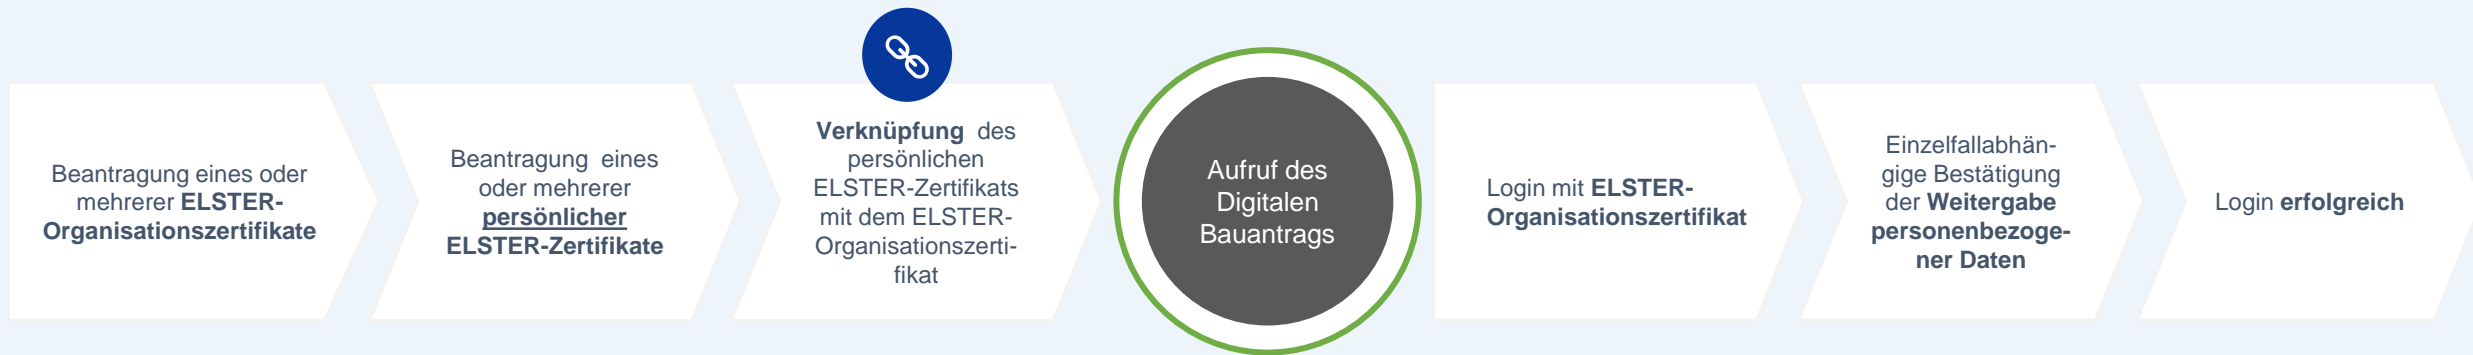 Beantragung eines oder
mehrerer ELSTER-
Organisationszertifikate
Beantragung eines
oder mehrerer
persönlicher
ELSTER-Zertifikate
Verknüpfung des
persönlichen
ELSTER-Zertifikats
mit dem ELSTER-
Organisationszerti-
fikat
Aufruf des
Digitalen
Bauantrags
Login mit ELSTER-
Organisationszertifikat
Einzelfallabhän-
gige Bestätigung
der Weitergabe
personenbezoge-
ner Daten
Login erfolgreich